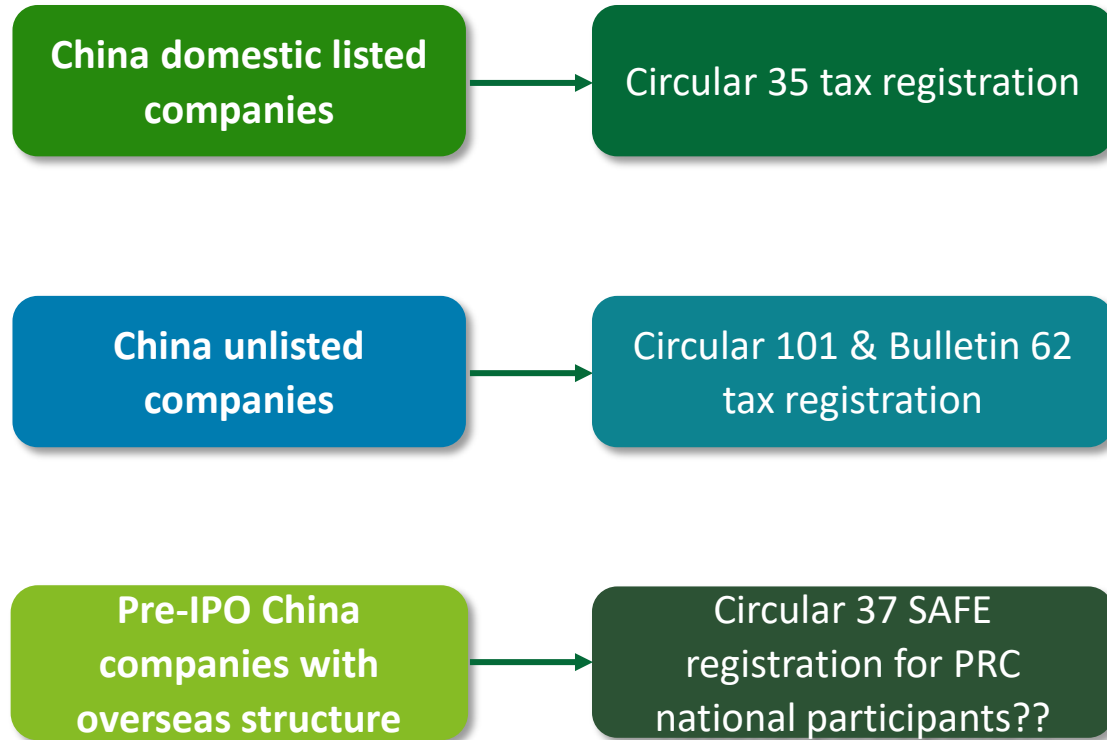 China domestic listed
companies
Circular 35 tax registration
China unlisted
companies
Circular 101 & Bulletin 62
tax registration
Pre-IPO China
companies with
overseas structure
Circular 37 SAFE
registration for PRC
national participants??